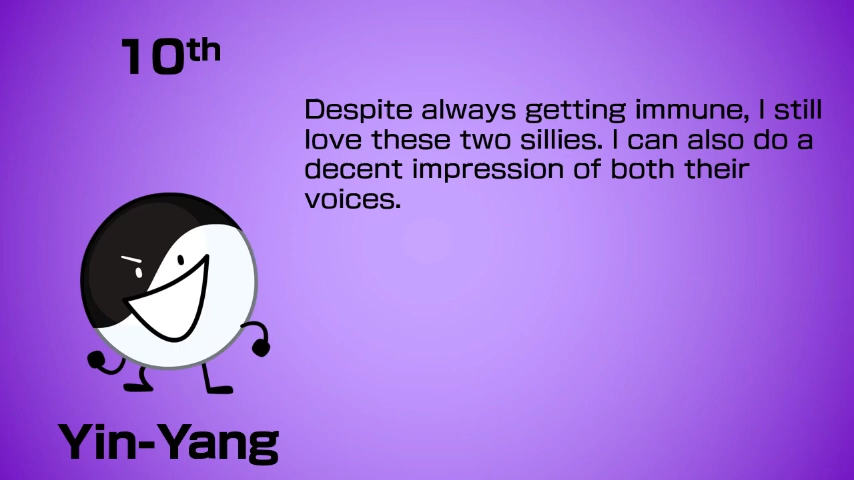 10th
Despite always getting immune, I still
love these two sillies. I can also do a
decent impression of both their
voices.
Yin-Yang